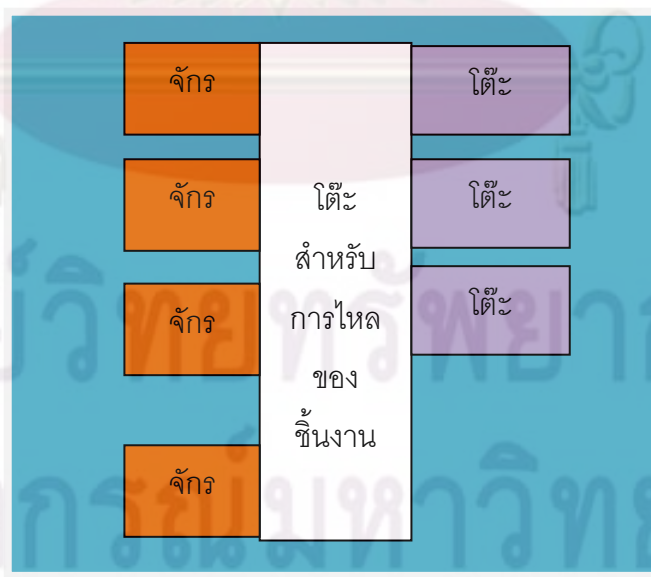 จักร
โต๊ะ
จักร
โต๊ะ
สำหรับ
การไหล
ของ
ชิ้นงาน
โต๊ะ
จักร
โต๊ะ
จักร